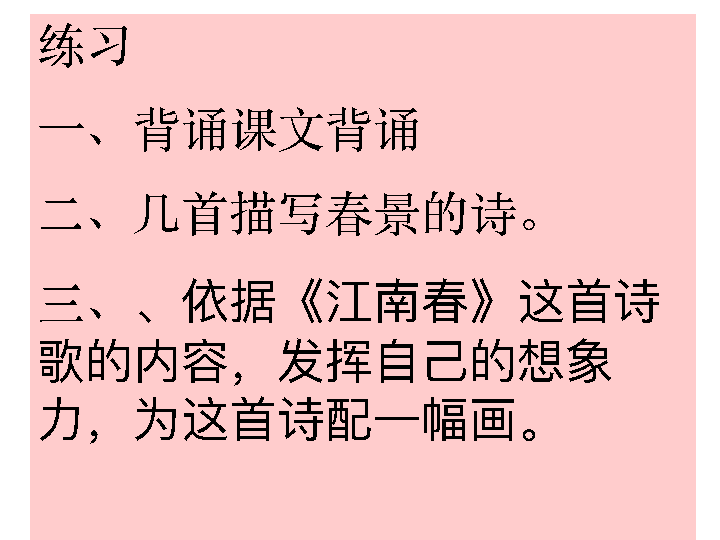 练习
一、背诵课文背诵
二、几首描写春景的诗。
三、、依据《江南春》这首诗
歌的内容，发挥自己的想象
力，为这首诗配一幅画。